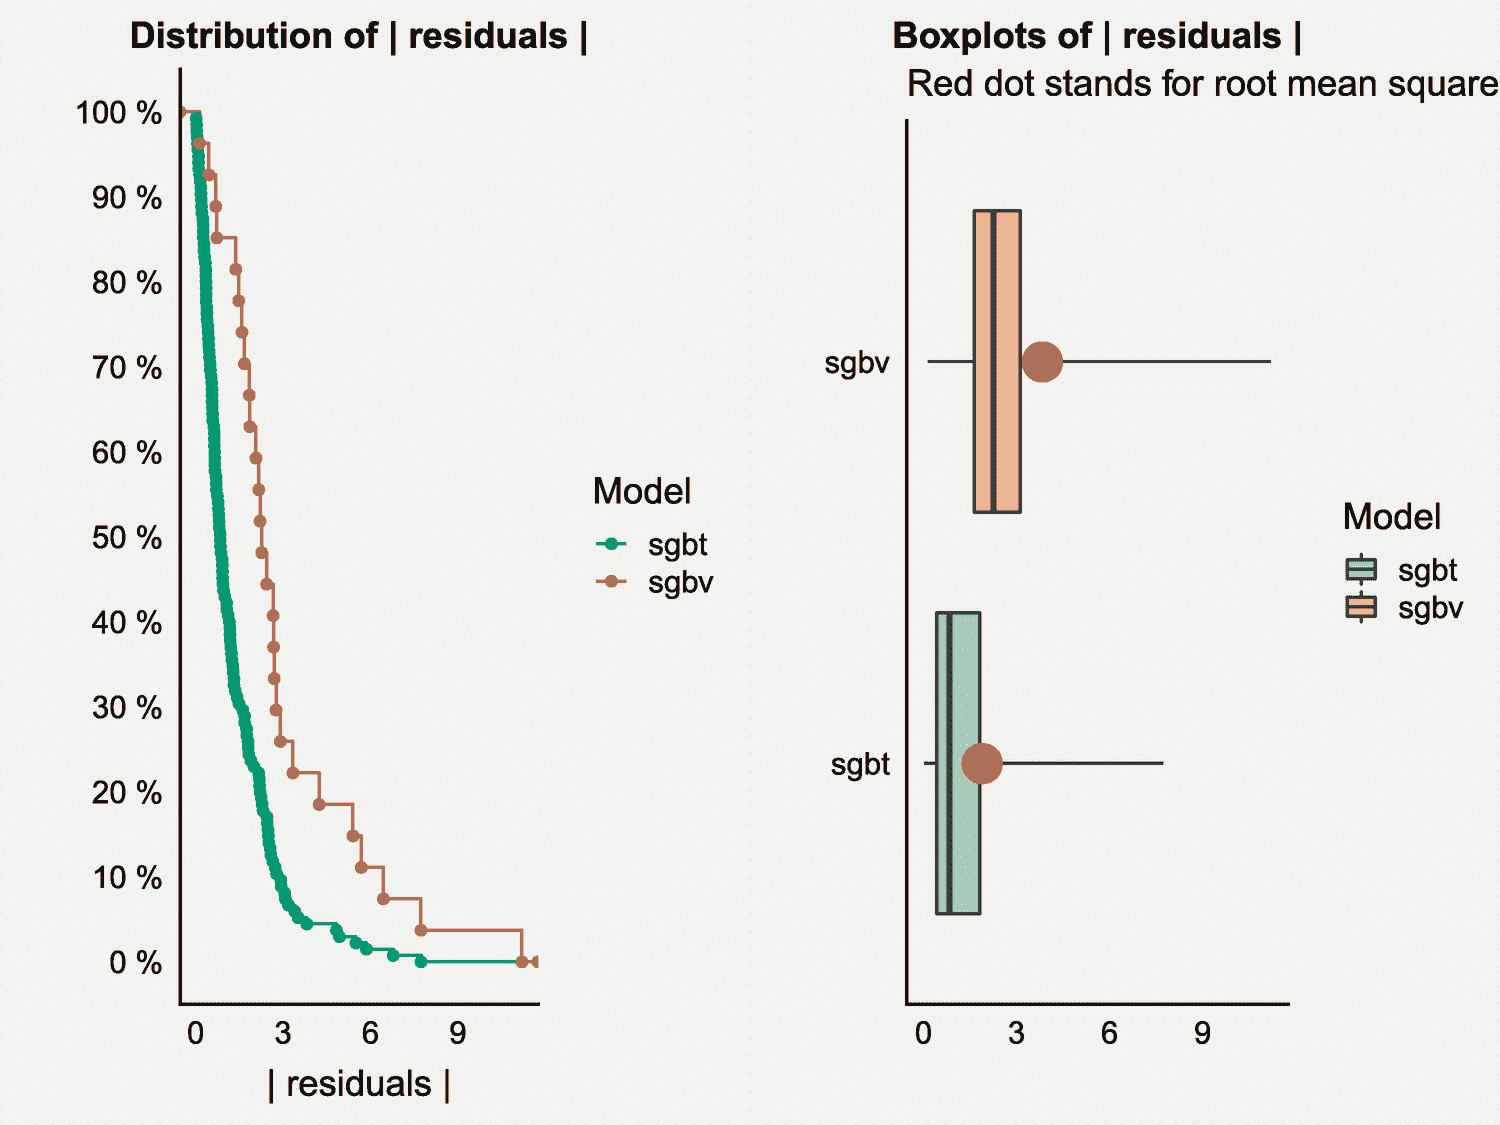 Distribution of | residuals |
100 %
90 %
80 %
70 %
60 %
50 %
40 %
30 %
20 %
10 %
0 %
0 3 6 9
| residuals |
Model
sgbt
sgbv
Boxplots of | residuals |
Red dot stands for root mean square
sgbv
sgbt
0 3 6 9
Model
sgbt
sgbv